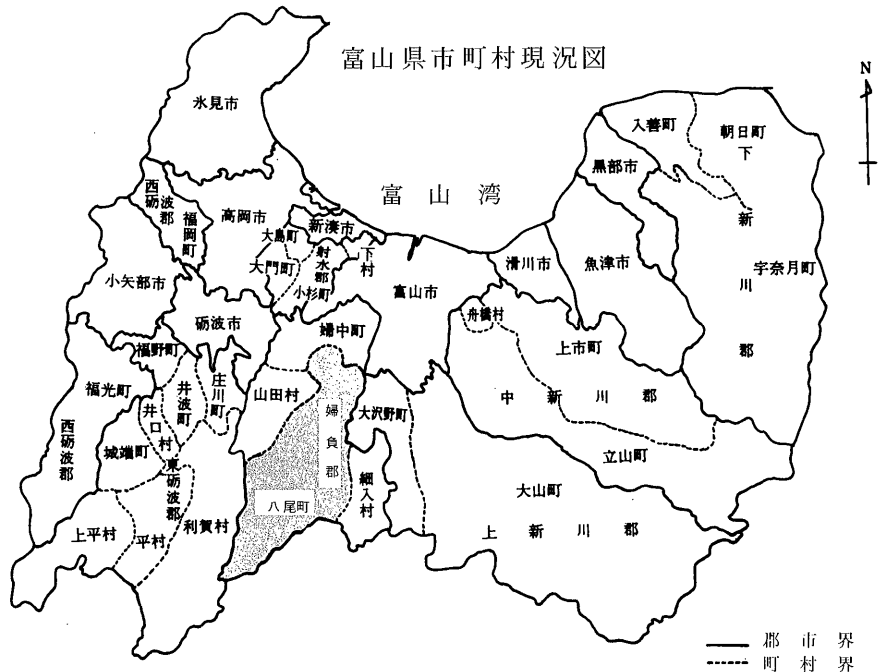 富山県市町村現況図
N
氷見市
入善町
朝日町
下新川郡
黒部市
富山湾
西砺波郡
福岡町
高岡市
新湊市
大島町
射水郡
下村
大門町
小杉町
小矢部市
富山市
滑川市
魚津市
宇奈月町
砺波市
婦中町
舟橋村
上市町
福野町
福光町
井波町
庄川町
山田村
婦負郡
大沢野町
中新川郡
井口村
城端町
西砺波郡
東砺波郡
立山町
細入村
大山町
八尾町
上平村
平村
利賀村
上新川郡
郡市界
町村界